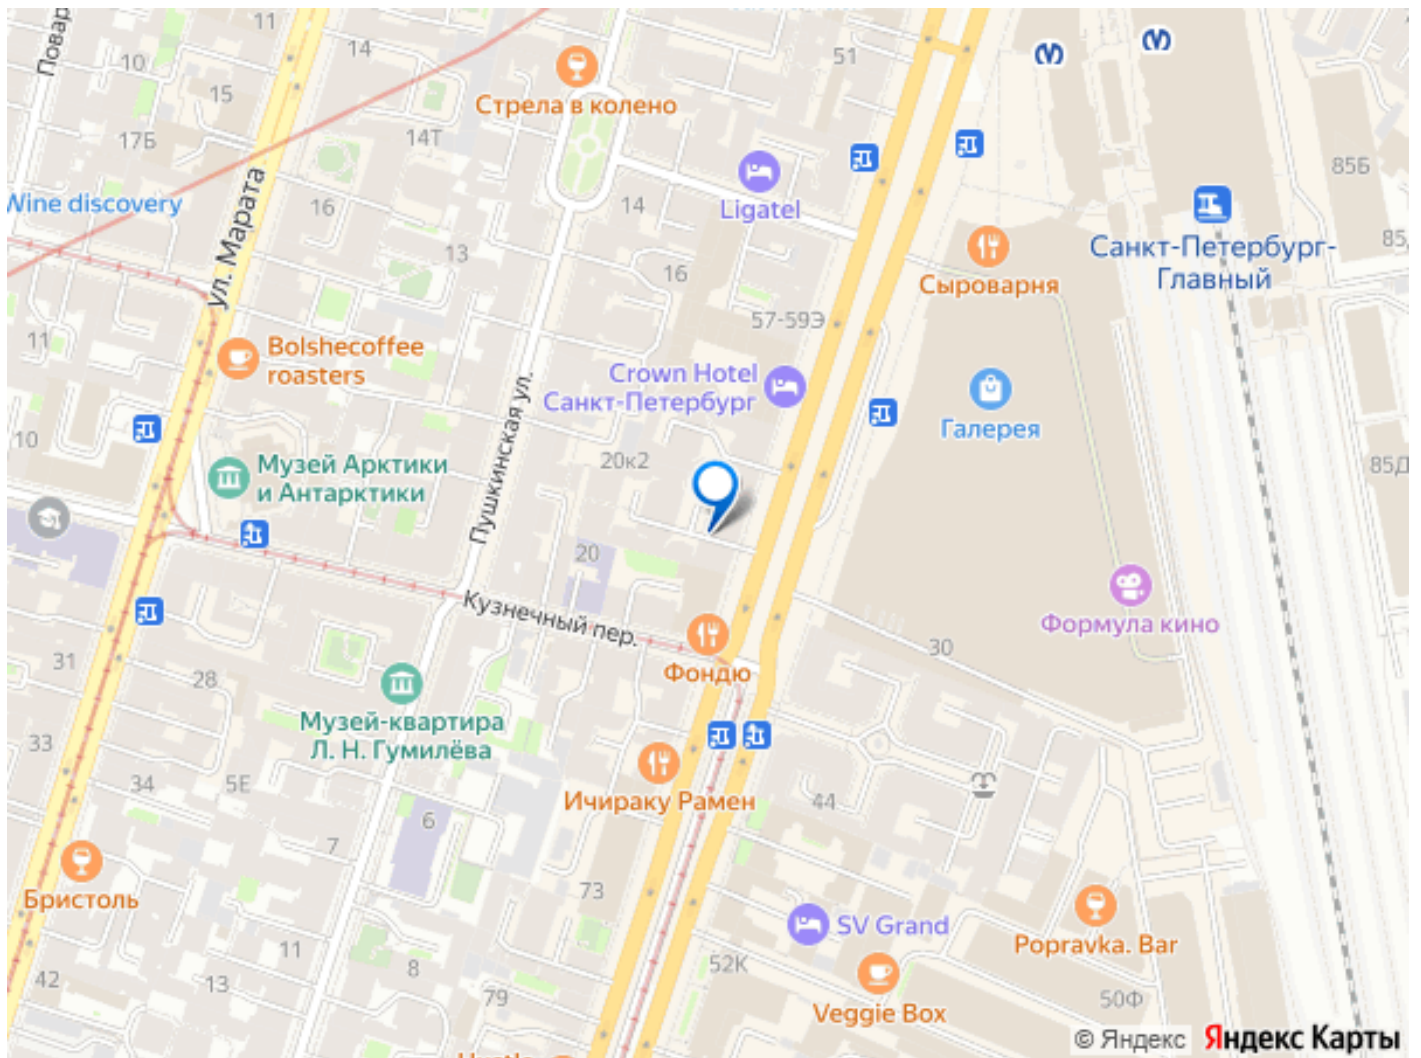 Повар
11
10
14
15
17Б
14Т
Стрела в колено
51
85Б
Wine discovery
ул. Марата
16
14
Ligatel
13
16
Сыроварня
Санкт-Петербург-
Главный
85
57-59Э
11
Bolshecoffee
roasters
Crown Hotel
Санкт-Петербург
Галерея
Пушкинская ул.
10
Музей Арктики
и Антарктики
20к2
85Д
20
Кузнечный пер.
Формула кино
30
Фондю
31
28
Музей-квартира
Л. Н. Гумилёва
33
34
5Е
Ичираку Рамен
44
6
7
Бристоль
73
SV Grand
Popravka. Bar
11
8
52К
42
13
79
Veggie Box
50Ф
© Яндекс Яндекс Карты